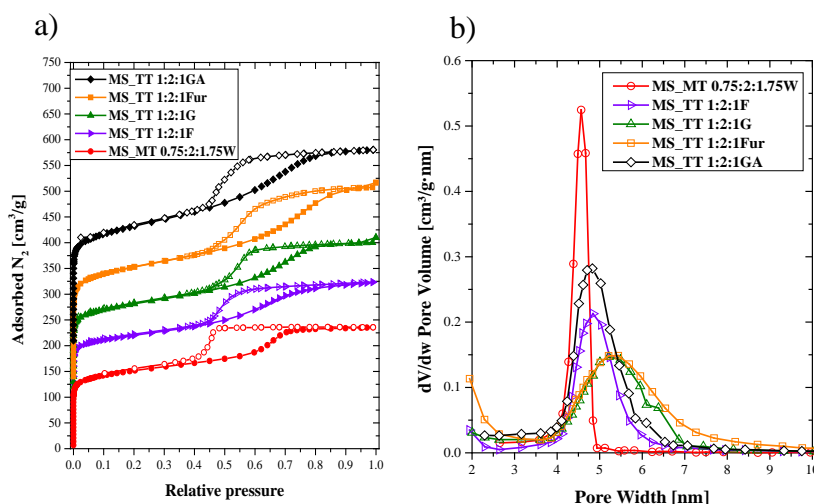 a)
750
700
650
600
550
500
450
400
350
300
250
200
150
100
50
0
Adsorbed N2 [cm3/g]
MS_TT 1:2:1GA
MS_TT 1:2:1Fur
MS_TT 1:2:1G
MS_TT 1:2:1F
MS_MT 0.75:2:1.75W
0.0 0.1 0.2 0.3 0.4 0.5 0.6 0.7 0.8 0.9 1.0
Relative pressure
b)
0.6
0.5
0.4
0.3
0.2
0.1
0.0
dV/dw Pore Volume [cm3/g·nm]
MS_MT 0.75:2:1.75W
MS_TT 1:2:1F
MS_TT 1:2:1G
MS_TT 1:2:1Fur
MS_TT 1:2:1GA
2 3 4 5 6 7 8 9 10
Pore Width [nm]